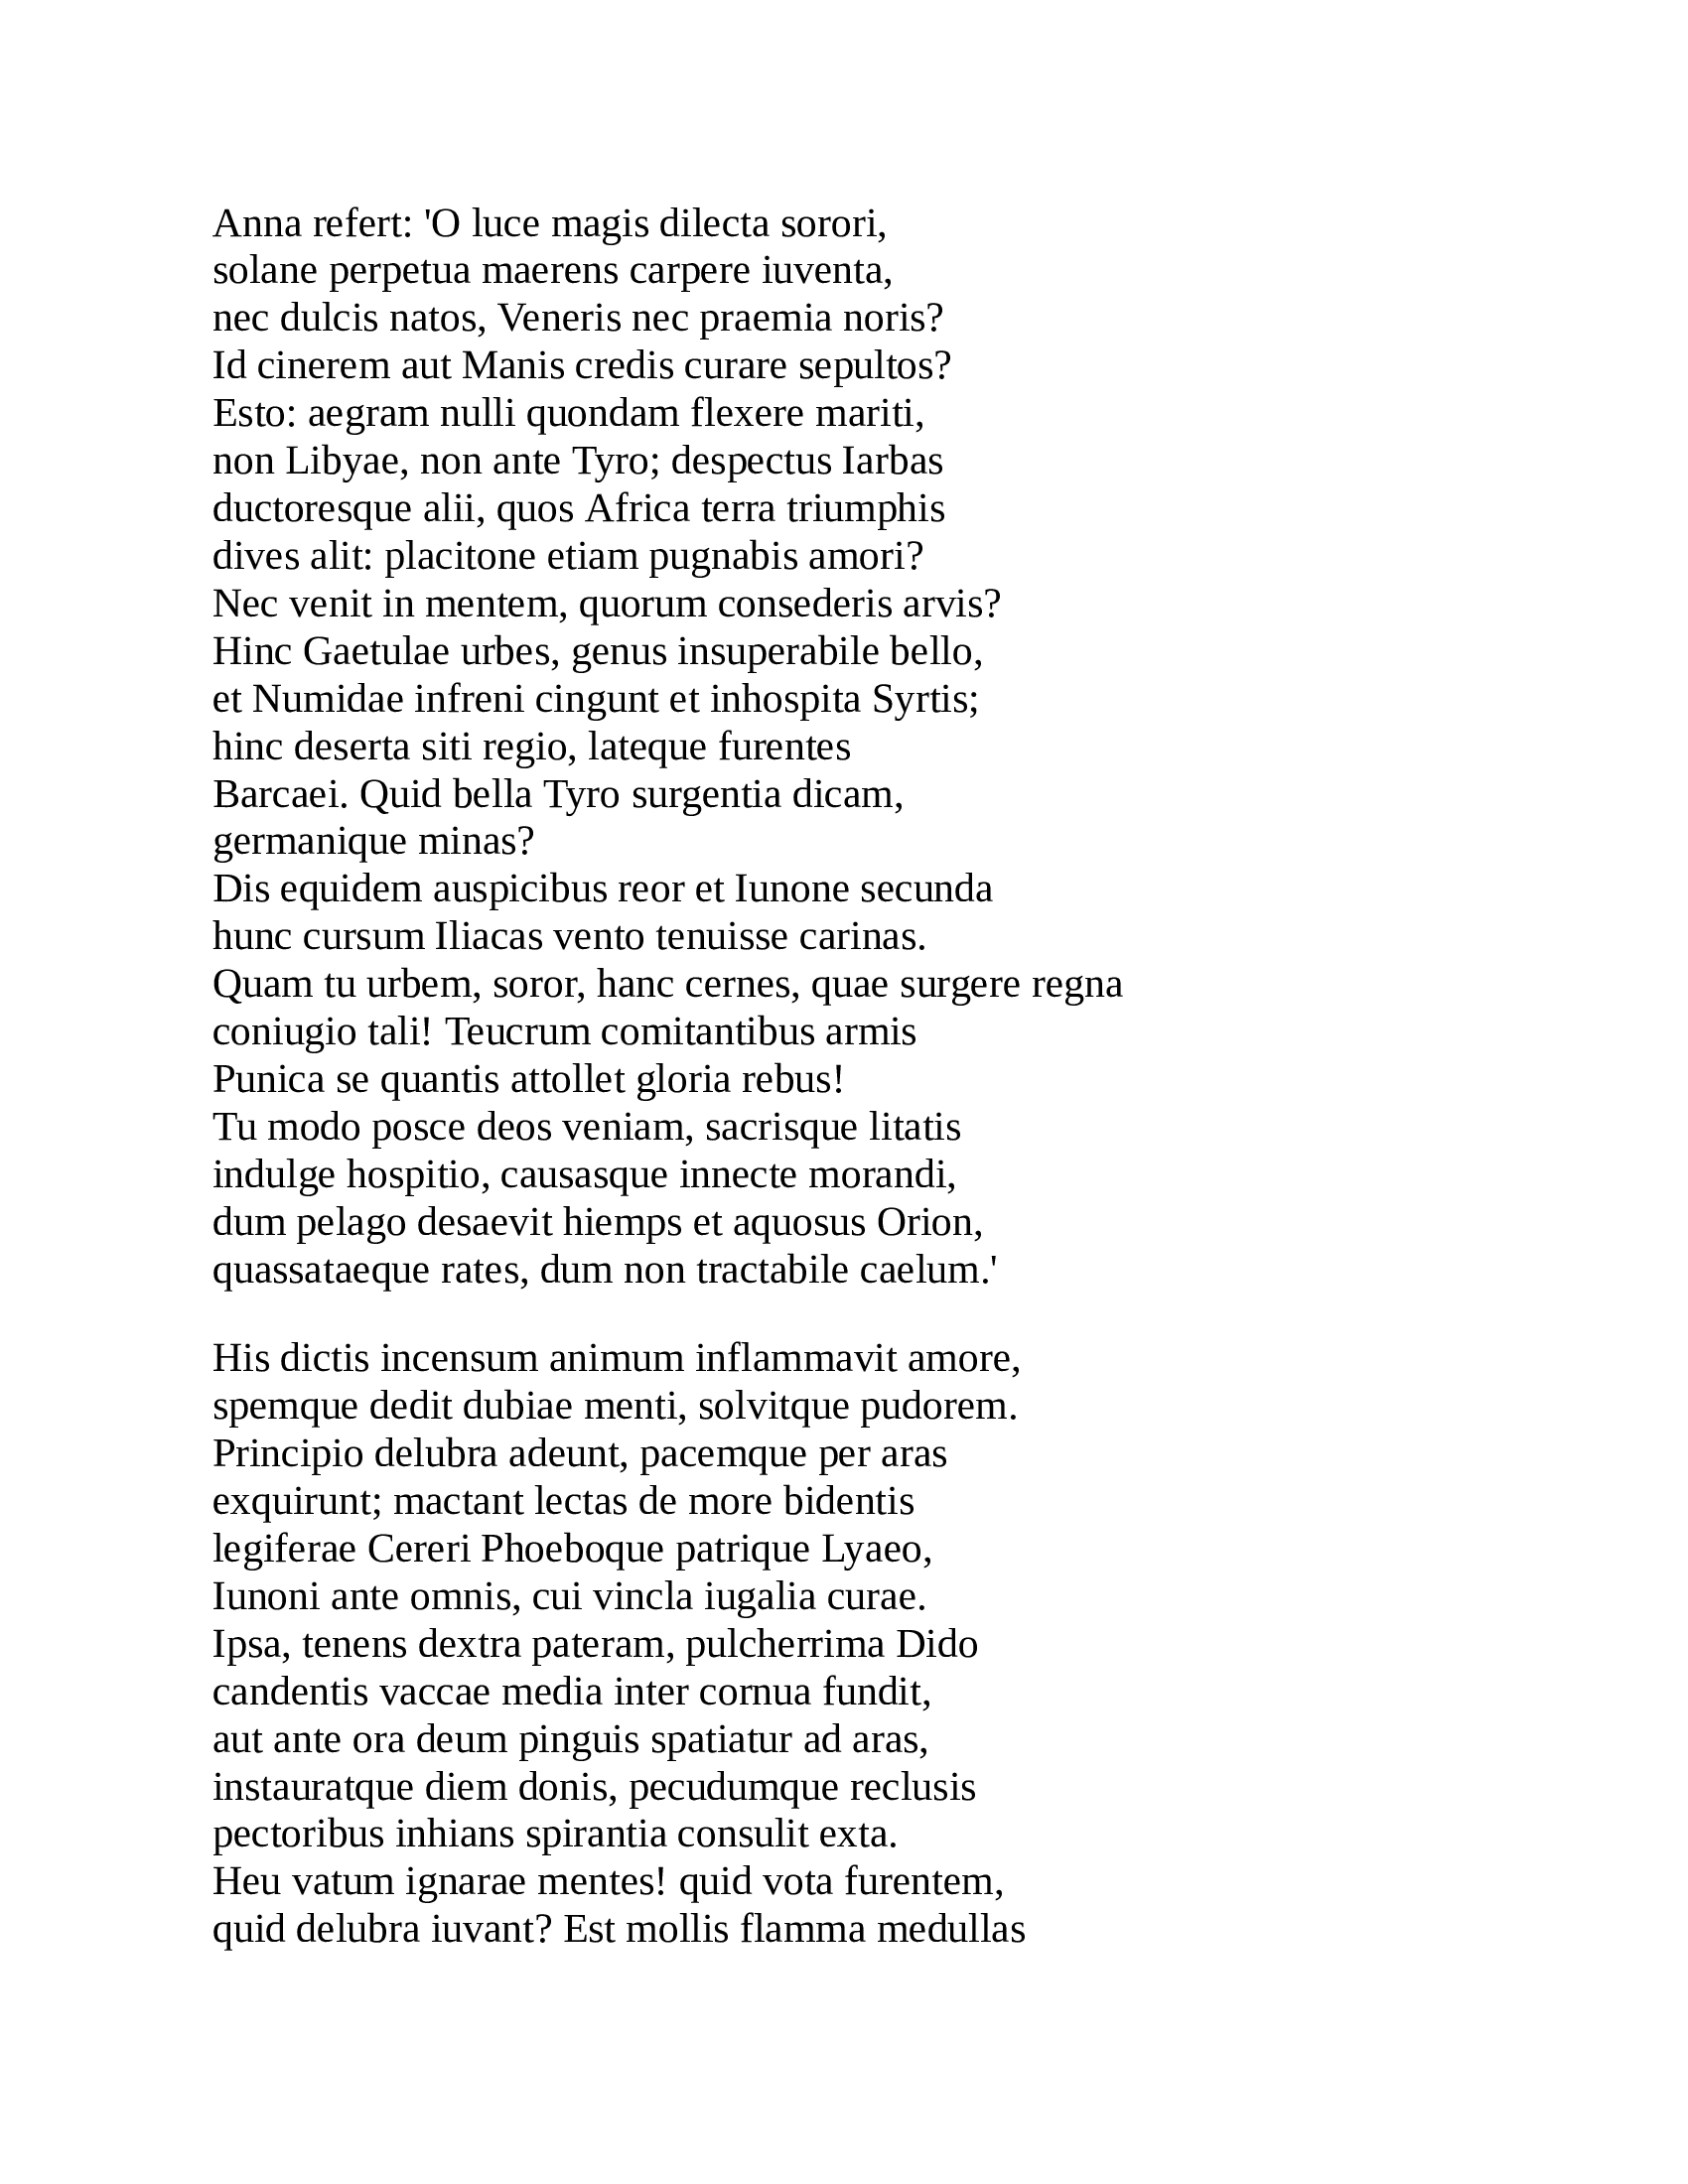 Anna refert: 'O luce magis dilecta sorori,
solane perpetua maerens carpere iuventa,
nec dulcis natos, Veneris nec praemia noris?
Id cinerem aut Manis credis curare sepultos?
Esto: aegram nulli quondam flexere mariti,
non Libyae, non ante Tyro; despectus Iarbas
ductoresque alii, quos Africa terra triumphis
dives alit: placitone etiam pugnabis amori?
Nec venit in mentem, quorum consederis arvis?
Hinc Gaetulae urbes, genus insuperabile bello,
et Numidae infreni cingunt et inhospita Syrtis;
hinc deserta siti regio, lateque furentes
Barcaei. Quid bella Tyro surgentia dicam,
germanique minas?
Dis equidem auspicibus reor et Iunone secunda
hunc cursum Iliacas vento tenuisse carinas.
Quam tu urbem, soror, hanc cernes, quae surgere regna
coniugio tali! Teucrum comitantibus armis
Punica se quantis attollet gloria rebus!
Tu modo posce deos veniam, sacrisque litatis
indulge hospitio, causasque innecte morandi,
dum pelago desaevit hiemps et aquosus Orion,
quassataeque rates, dum non tractabile caelum.'
His dictis incensum animum inflammavit amore,
spemque dedit dubiae menti, solvitque pudorem.
Principio delubra adeunt, pacemque per aras
exquirunt; mactant lectas de more bidentis
legiferae Cereri Phoeboque patrique Lyaeo,
Iunoni ante omnis, cui vincla iugalia curae.
Ipsa, tenens dextra pateram, pulcherrima Dido
candentis vaccae media inter cornua fundit,
aut ante ora deum pinguis spatiatur ad aras,
instauratque diem donis, pecudumque reclusis
pectoribus inhians spirantia consulit exta.
Heu vatum ignarae mentes! quid vota furentem,
quid delubra iuvant? Est mollis flamma medullas